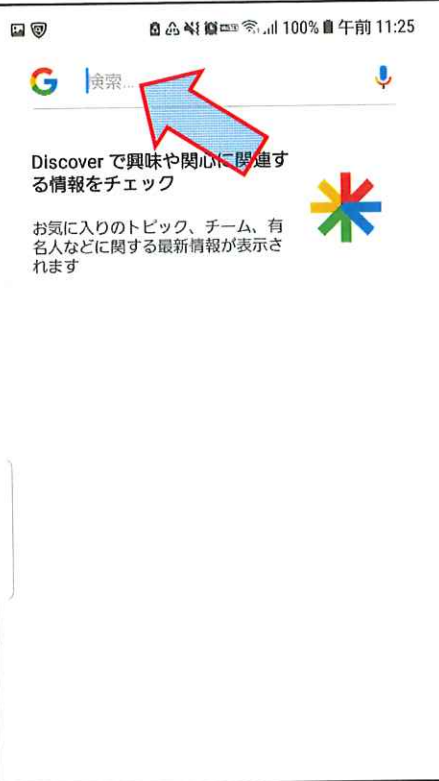 100% 午前 11:25
G 検索...
Discover で興味や関心に関連す
る情報をチェック
お気に入りのトピック、チーム、有
名人などに関する最新情報が表示さ
れます